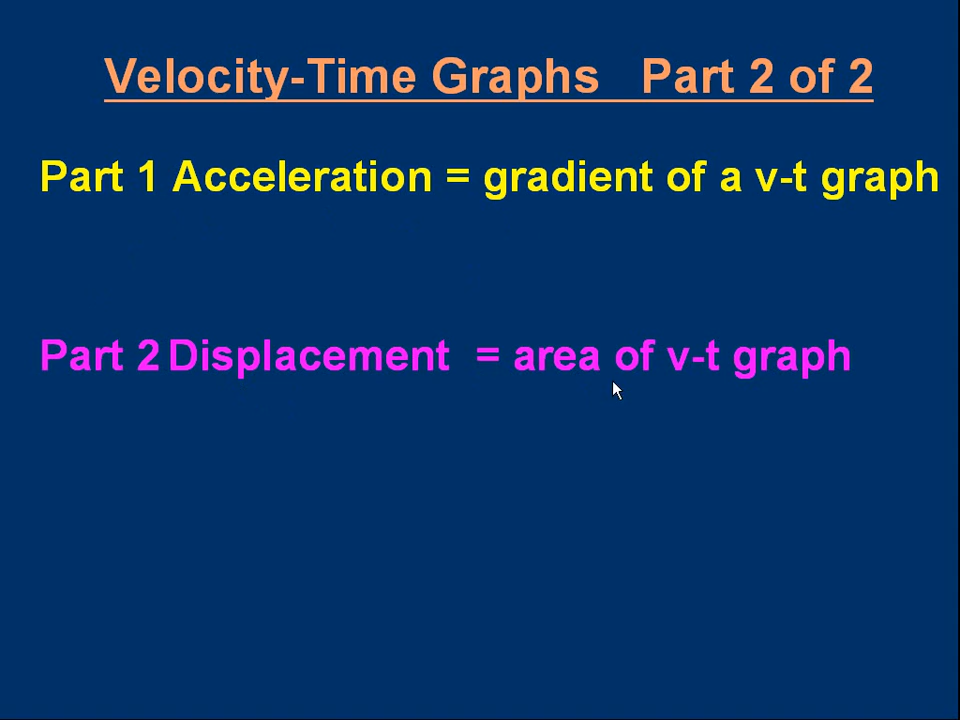 Velocity-Time Graphs Part 2 of 2
Part 1 Acceleration = gradient of a v-t graph
Part 2 Displacement = area of v-t graph